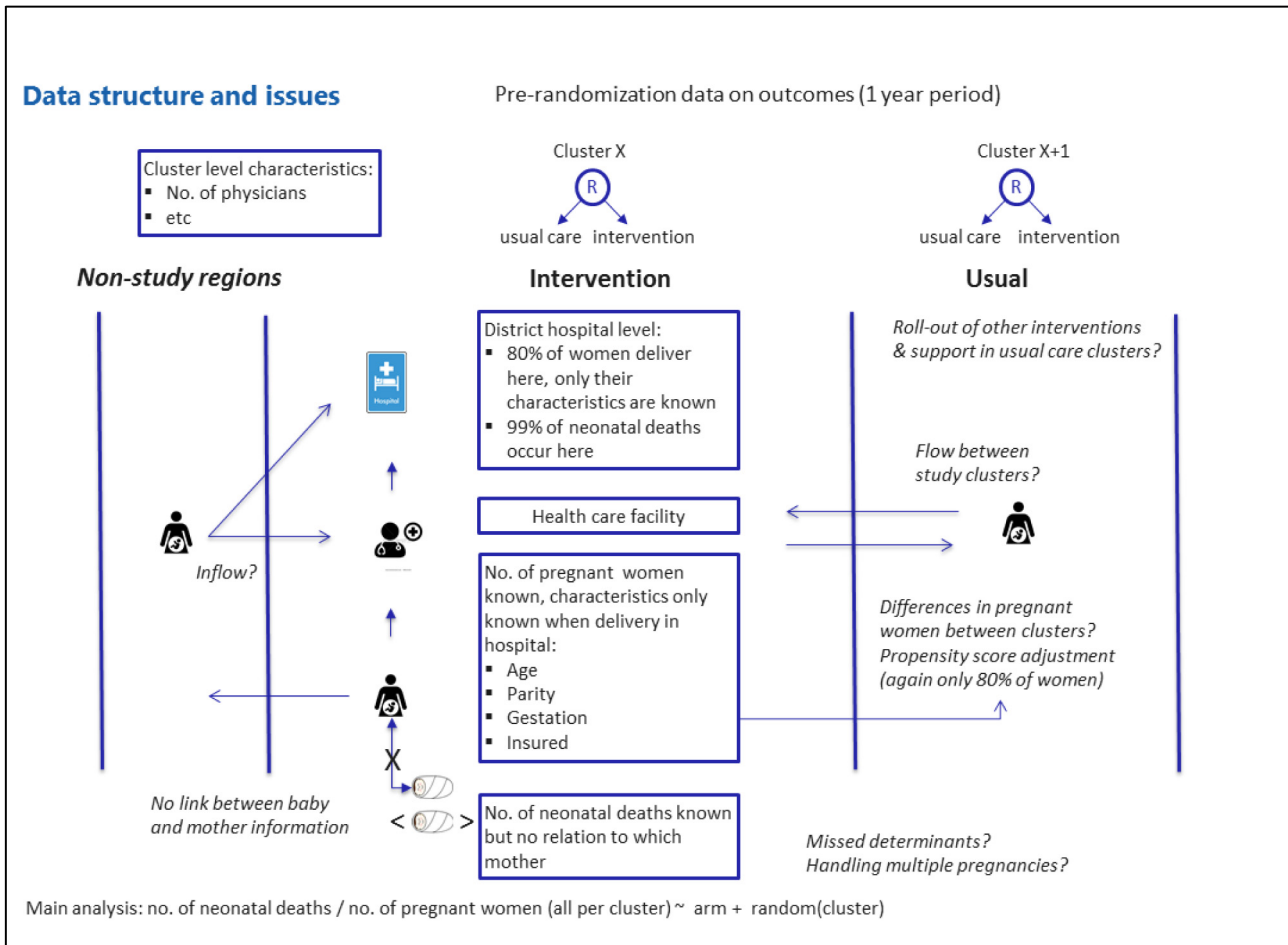 Data structure and issues
Pre-randomization data on outcomes (1 year period)
Cluster level characteristics:
▪ No. of physicians
▪ etc
Cluster X
R
usual care intervention
Cluster X+1
R
usual care intervention
Non-study regions
Intervention
Usual
Hospital
District hospital level:
▪ 80% of women deliver
here, only their
characteristics are known
▪ 99% of neonatal deaths
occur here
Roll-out of other interventions
& support in usual care clusters?
Flow between
study clusters?
Health care facility
Inflow?
No. of pregnant women
known, characteristics only
known when delivery in
hospital:
▪ Age
▪ Parity
▪ Gestation
▪ Insured
Differences in pregnant
women between clusters?
Propensity score adjustment
(again only 80% of women)
X
No link between baby
and mother information
< >
No. of neonatal deaths known
but no relation to which
mother
Missed determinants?
Handling multiple pregnancies?
Main analysis: no. of neonatal deaths / no. of pregnant women (all per cluster) ~ arm + random(cluster)